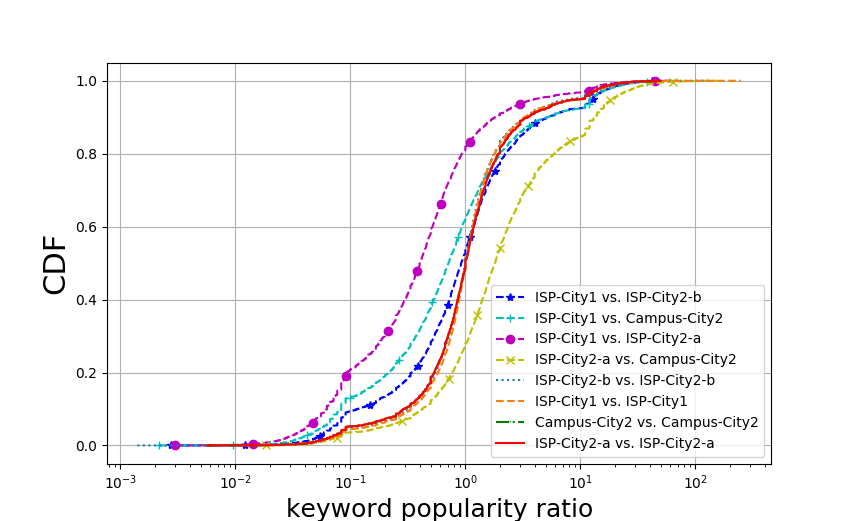 CDF
1.0
0.8
0.6
0.4
0.2
0.0
ISP-City1 vs. ISP-City2-b
ISP-City1 vs. Campus-City2
ISP-City1 vs. ISP-City2-a
ISP-City2-a vs. Campus-City2
ISP-City2-b vs. ISP-City2-b
ISP-City1 vs. ISP-City1
Campus-City2 vs. Campus-City2
ISP-City2-a vs. ISP-City2-a
10⁻³ 10⁻² 10⁻¹ 10⁰ 10¹ 10²
keyword popularity ratio